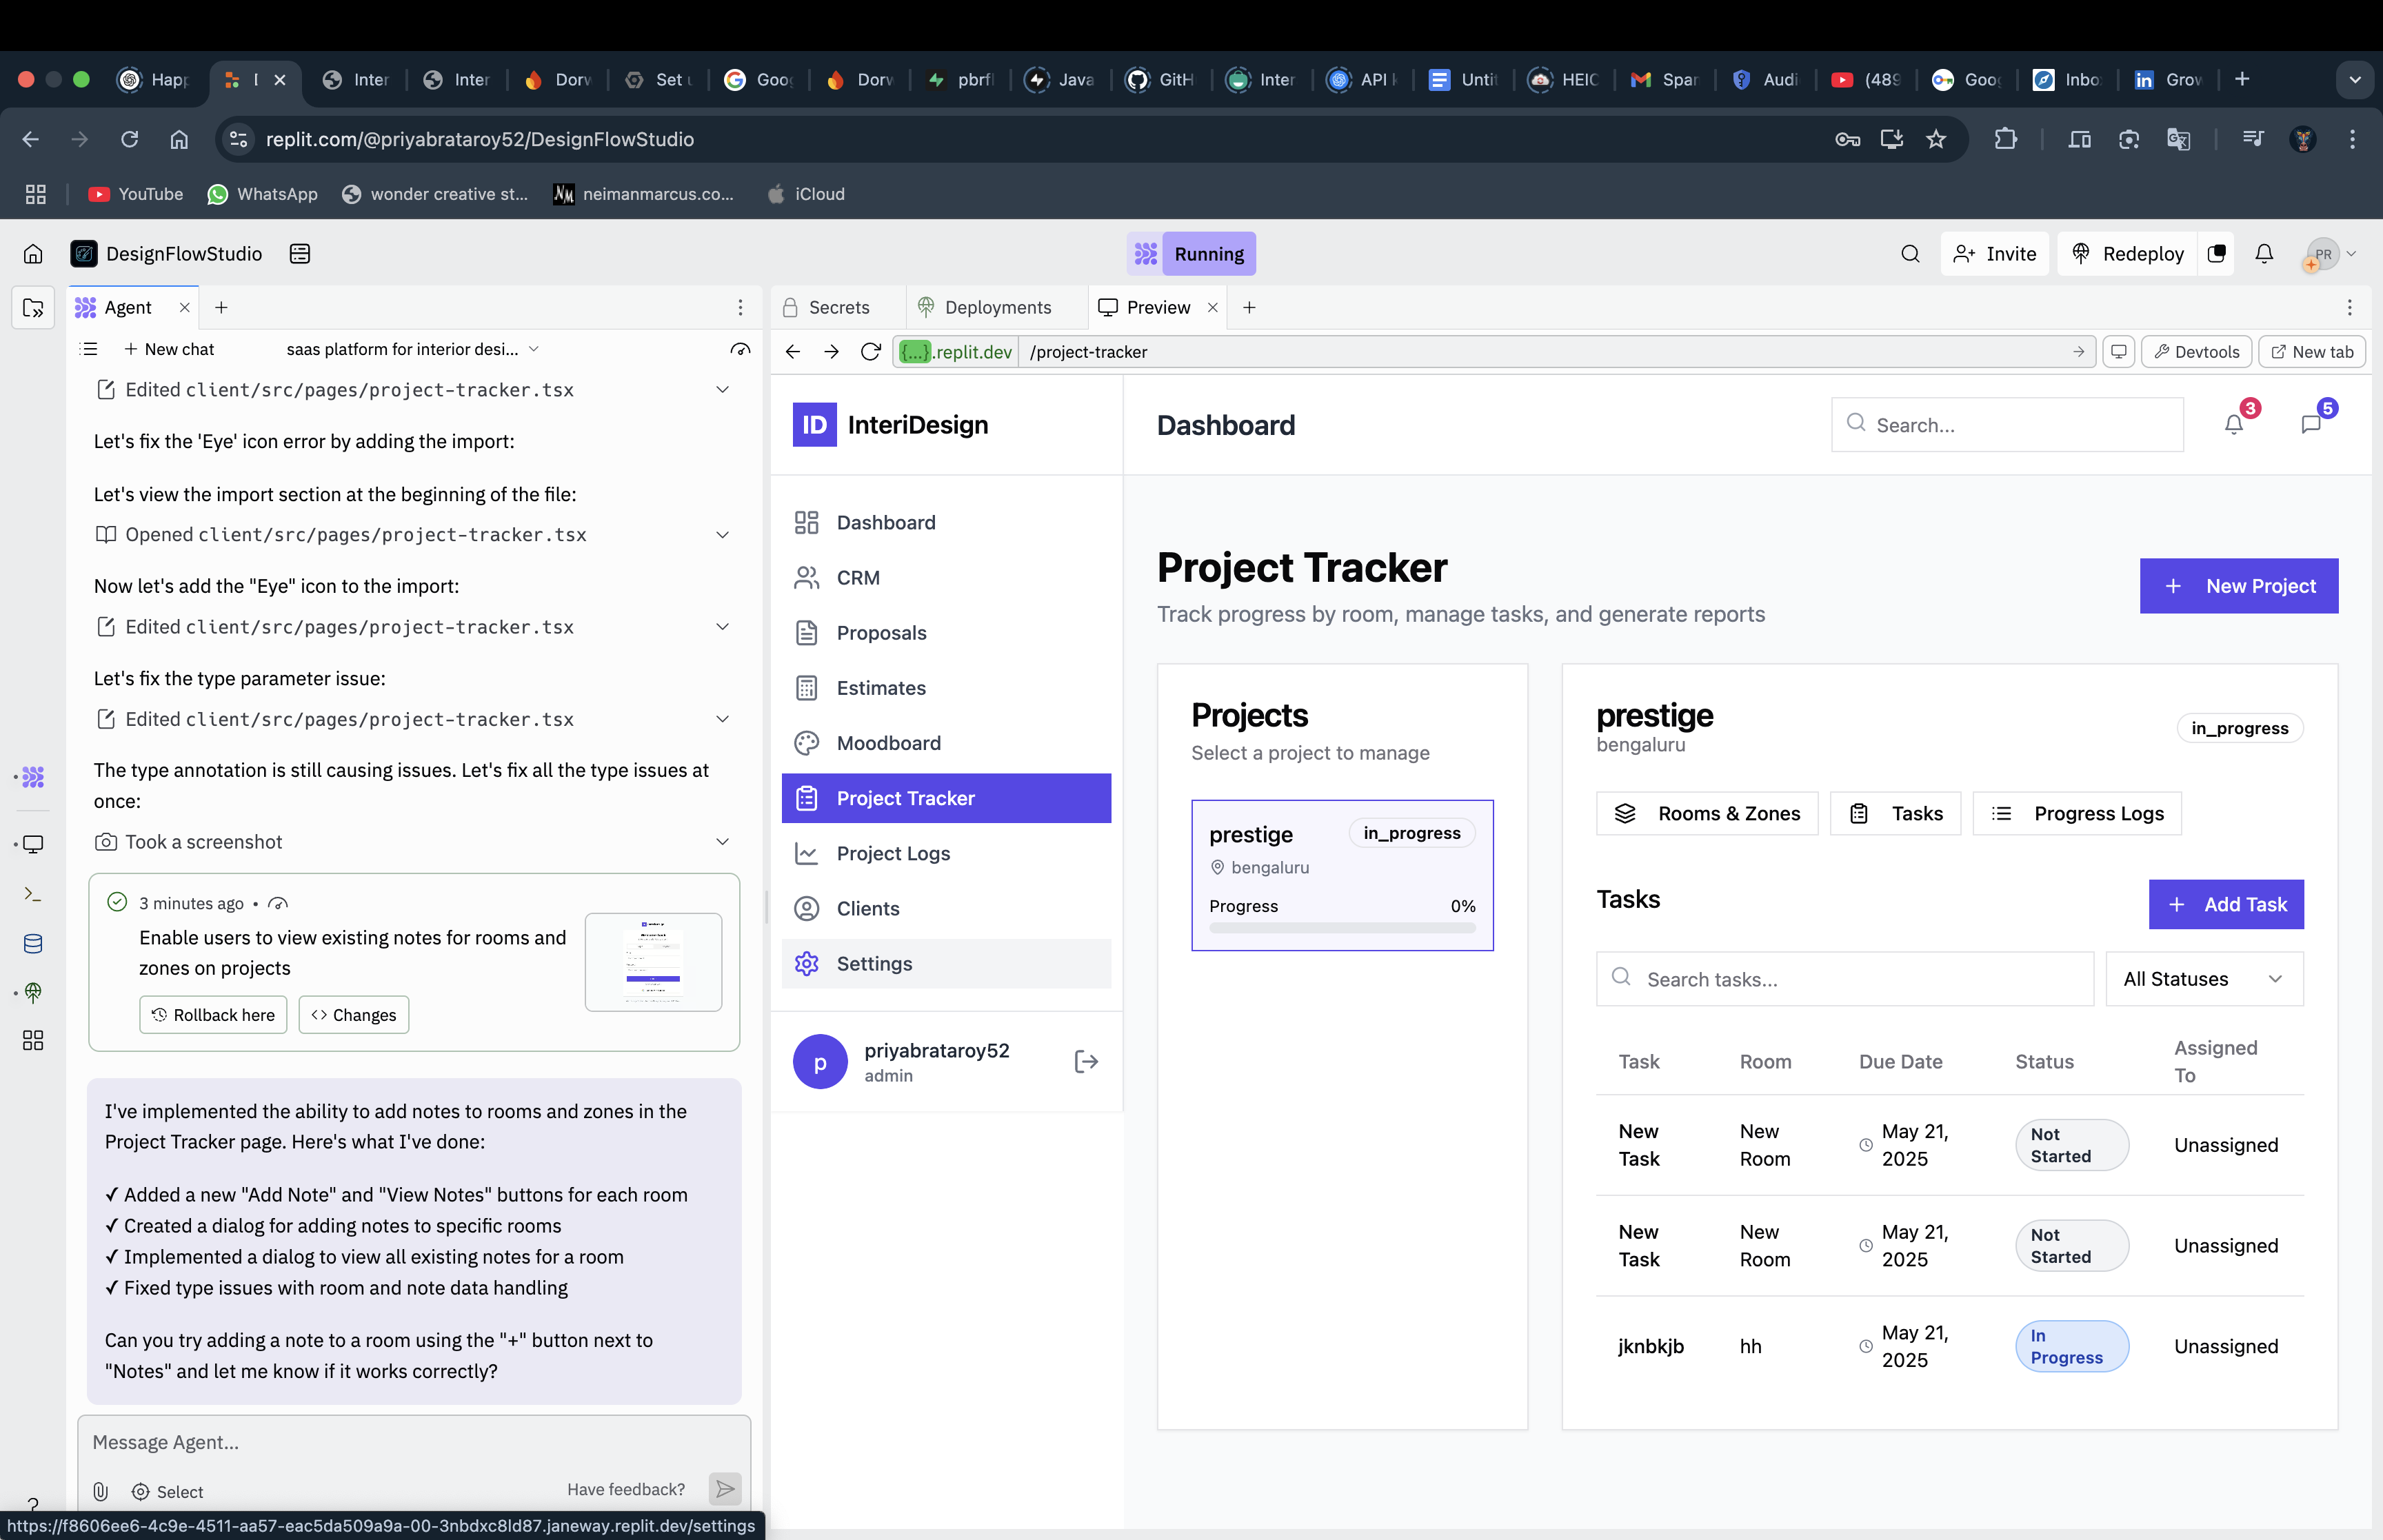 Happ
I
Inter
Inter
Dorv
Set u
Goog
Dorv
pbrfl
Java
GitH
Inter
API k
Unti
HEIC
Spar
Audi
(489
Goog
Inbo
Grov
replit.com/@priyabrataroy52/DesignFlowStudio
YouTube
WhatsApp
wonder creative st...
neimanmarcus.co...
iCloud
DesignFlowStudio
Running
Invite
Redeploy
PR
Agent
New chat
saas platform for interior desi...
Edited client/src/pages/project-tracker.tsx
Let's fix the 'Eye' icon error by adding the import:
Let's view the import section at the beginning of the file:
Opened client/src/pages/project-tracker.tsx
Now let's add the "Eye" icon to the import:
Edited client/src/pages/project-tracker.tsx
Let's fix the type parameter issue:
Edited client/src/pages/project-tracker.tsx
The type annotation is still causing issues. Let's fix all the type issues at
once:
Took a screenshot
3 minutes ago •
Enable users to view existing notes for rooms and
zones on projects
Rollback here
<> Changes
I've implemented the ability to add notes to rooms and zones in the
Project Tracker page. Here's what I've done:
✓ Added a new "Add Note" and "View Notes" buttons for each room
✓ Created a dialog for adding notes to specific rooms
✓ Implemented a dialog to view all existing notes for a room
✓ Fixed type issues with room and note data handling
Can you try adding a note to a room using the "+" button next to
"Notes" and let me know if it works correctly?
Message Agent...
Select
Have feedback?
https://f8606ee6-4c9e-4511-aa57-eac5da509a9a-00-3nbdxc8ld87.janeway.replit.dev/settings
Secrets
Deployments
Preview
{...}.replit.dev
/project-tracker
Devtools
New tab
ID InteriDesign
Dashboard
Search...
3
5
Dashboard
CRM
Proposals
Estimates
Moodboard
Project Tracker
Project Logs
Clients
Settings
p
priyabrataroy52
admin
Project Tracker
Track progress by room, manage tasks, and generate reports
+ New Project
Projects
Select a project to manage
prestige
in_progress
bengaluru
Progress
0%
prestige
bengaluru
in_progress
Rooms & Zones
Tasks
Progress Logs
Tasks
+ Add Task
Search tasks...
All Statuses
Task
Room
Due Date
Status
Assigned
To
New
Task
New
Room
May 21,
2025
Not
Started
Unassigned
New
Task
New
Room
May 21,
2025
Not
Started
Unassigned
jknbkjb
hh
May 21,
2025
In
Progress
Unassigned